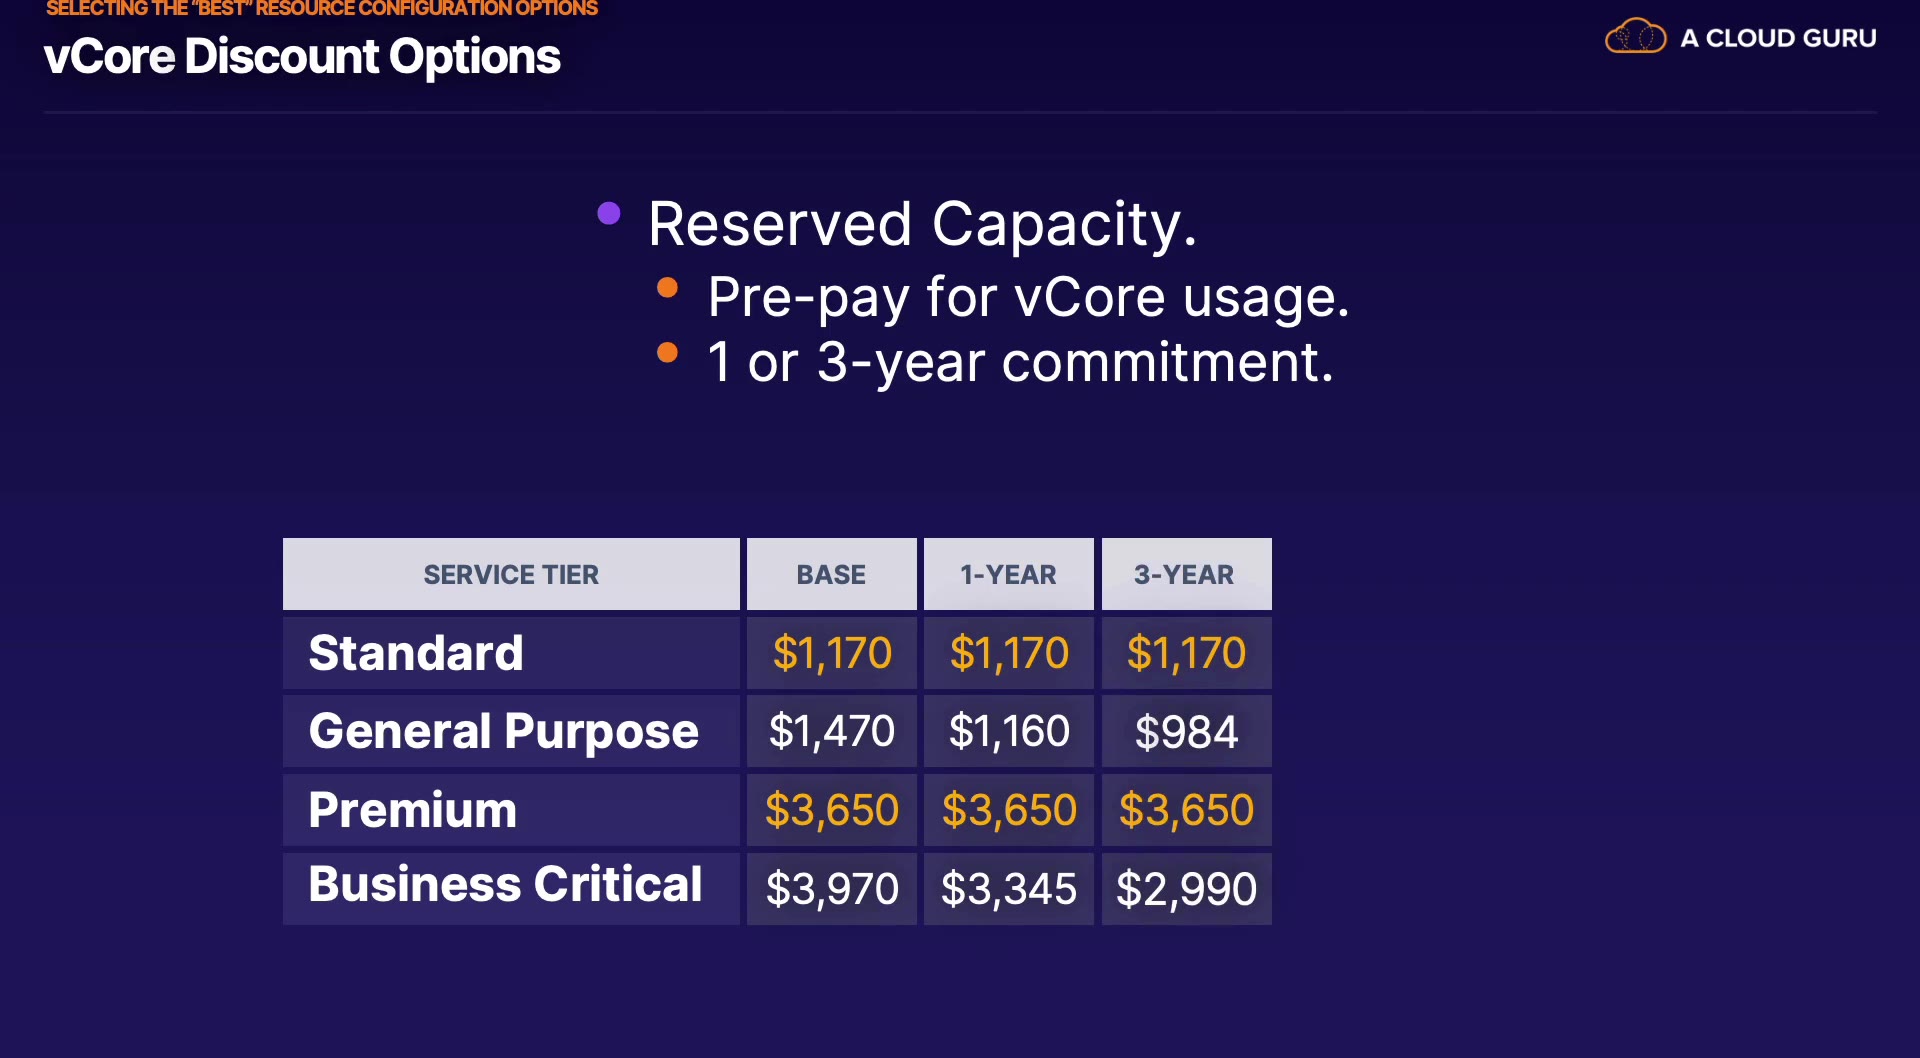 SELECTING THE “BEST” RESOURCE CONFIGURATION OPTIONS
vCore Discount Options
A CLOUD GURU
Reserved Capacity.
Pre-pay for vCore usage.
1 or 3-year commitment.
SERVICE TIER BASE 1-YEAR 3-YEAR
Standard $1,170 $1,170 $1,170
General Purpose $1,470 $1,160 $984
Premium $3,650 $3,650 $3,650
Business Critical $3,970 $3,345 $2,990